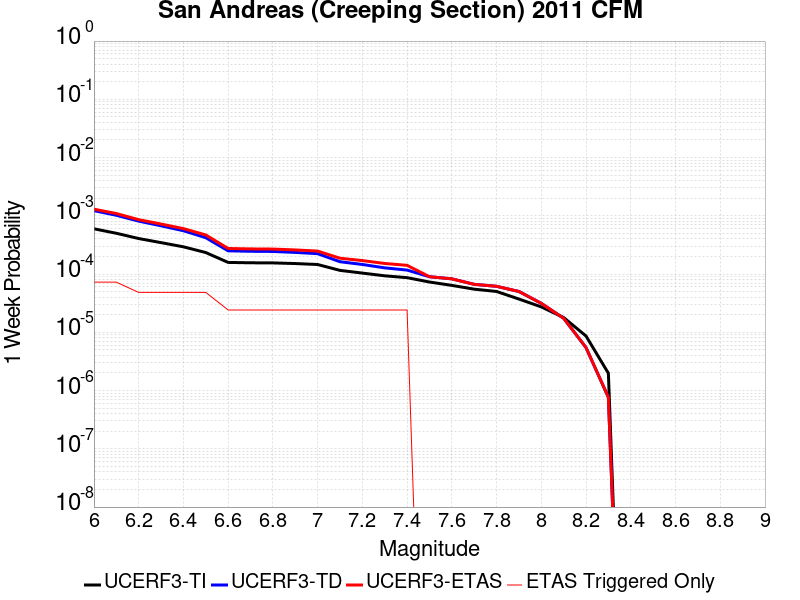 San Andreas (Creeping Section) 2011 CFM
10^0
10^-1
10^-2
10^-3
10^-4
10^-5
10^-6
10^-7
10^-8
1 Week Probability
6 6.2 6.4 6.6 6.8 7 7.2 7.4 7.6 7.8 8 8.2 8.4 8.6 8.8 9
Magnitude
UCERF3-TI UCERF3-TD UCERF3-ETAS ETAS Triggered Only